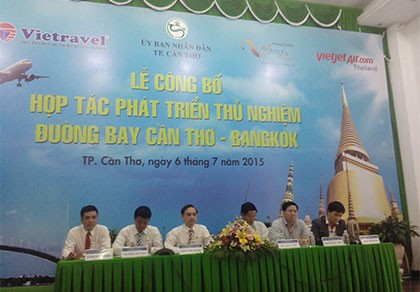 Vietravel
ỦY BAN NHÂN DÂN
TP. CẦN THƠ
VietjetAir.com
Thailand
LỄ CÔNG BỐ
HỢP TÁC PHÁT TRIỂN THỬ NGHIỆM
ĐƯỜNG BAY CẦN THƠ - BANGKOK
TP. Cần Thơ, ngày 6 tháng 7 năm 2015